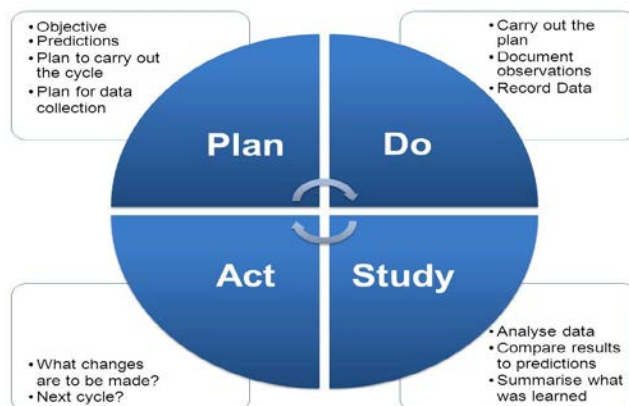 • Objective
• Predictions
• Plan to carry out
the cycle
• Plan for data
collection
• Carry out the
plan
• Document
observations
• Record Data
Plan
Do
Act
Study
• What changes
are to be made?
• Next cycle?
• Analyse data
• Compare results
to predictions
• Summarise what
was learned